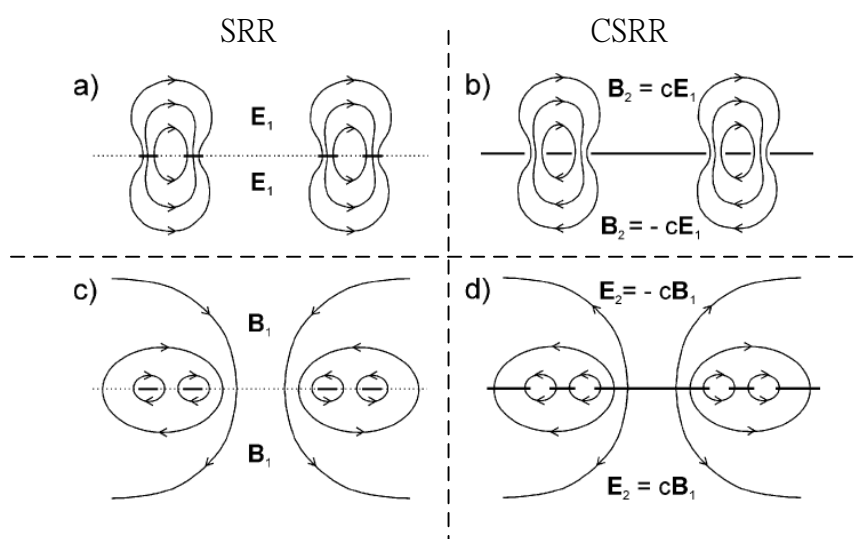 SRR
CSRR
a)
E₁
E₁
b)
B₂ = cE₁
B₂ = - cE₁
c)
B₁
B₁
d)
E₂= - cB₁
E₂ = cB₁